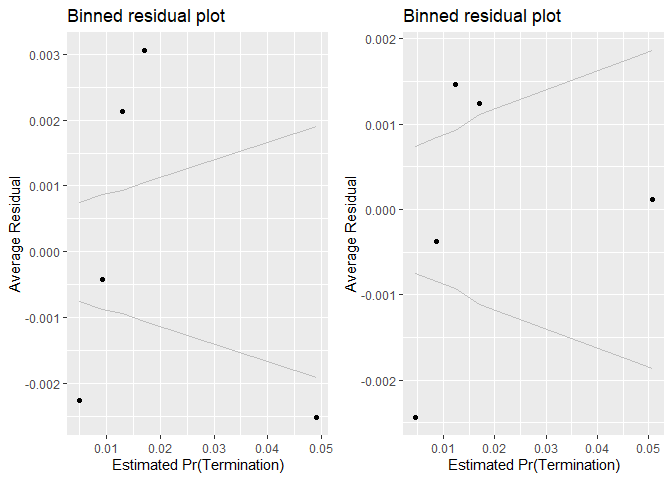 Binned residual plot
Average Residual
0.003
0.002
0.001
0.000
-0.001
-0.002
0.01 0.02 0.03 0.04 0.05
Estimated Pr(Termination)
Binned residual plot
Average Residual
0.002
0.001
0.000
-0.001
-0.002
0.01 0.02 0.03 0.04 0.05
Estimated Pr(Termination)